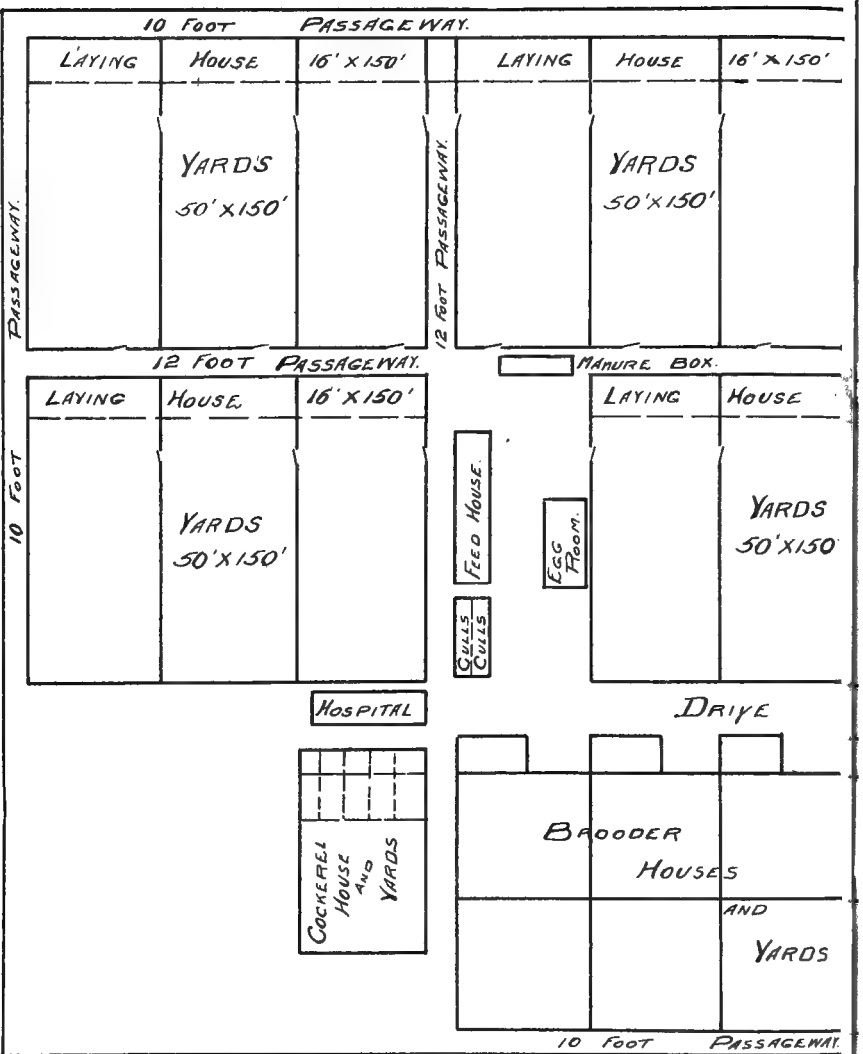 10 FOOT PASSAGEWAY.
LAYING HOUSE 16' X 150'
LAYING HOUSE 16' X 150'
YARD'S
50' X 150'
YARDS
50' X 150'
PASSAGEWAY.
12 FOOT PASSAGEWAY.
12 FOOT PASSAGEWAY.
MANURE BOX.
LAYING HOUSE 16' X 150'
LAYING HOUSE
10 FOOT
YARDS
50' X 150'
FEED HOUSE.
EGG
ROOM.
YARDS
50' X 150
CULLS
CULLS
HOSPITAL
DRIVE
COCKEREL
HOUSE
AND
YARDS
BROODER
HOUSES
AND
YARDS
10 FOOT PASSAGEWAY.